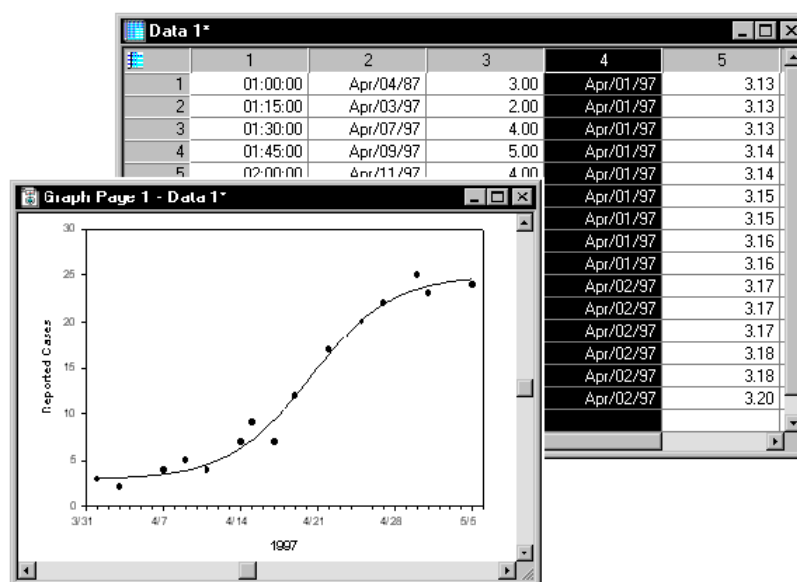 Data 1*
1 2 3 4 5
1 01:00:00 Apr/04/87 3.00 Apr/01/97 3.13
2 01:15:00 Apr/03/97 2.00 Apr/01/97 3.13
3 01:30:00 Apr/07/97 4.00 Apr/01/97 3.13
4 01:45:00 Apr/09/97 5.00 Apr/01/97 3.14
5 02:00:00 Apr/11/97 4.00 Apr/01/97 3.14
Apr/01/97 3.15
Apr/01/97 3.15
Apr/01/97 3.16
Apr/01/97 3.16
Apr/02/97 3.17
Apr/02/97 3.17
Apr/02/97 3.17
Apr/02/97 3.18
Apr/02/97 3.18
Apr/02/97 3.20
Graph Page 1 - Data 1*
30
25
20
15
10
5
0
Reported Cases
3/31 4/7 4/14 4/21 4/28 5/5
1997